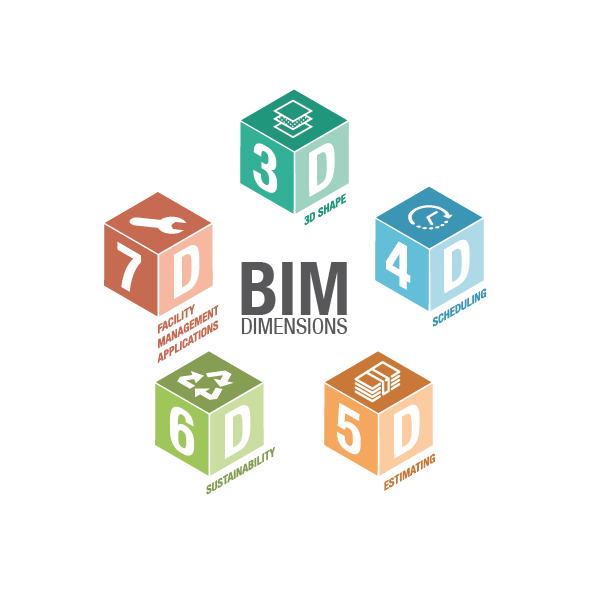 3D
3D SHAPE
4D
SCHEDULING
5D
ESTIMATING
6D
SUSTAINABILITY
7D
FACILITY
MANAGEMENT
APPLICATIONS
BIM
DIMENSIONS